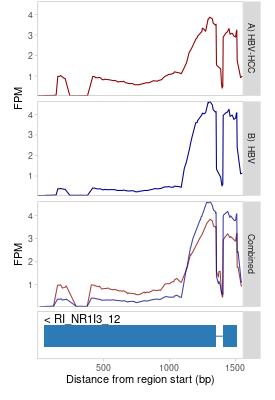 4
3
2
1
FPM
A) HBV-HCC
4
3
2
1
B) HBV
4
3
2
1
FPM
Combined
< RI_NR1I3_12
500 1000 1500
Distance from region start (bp)